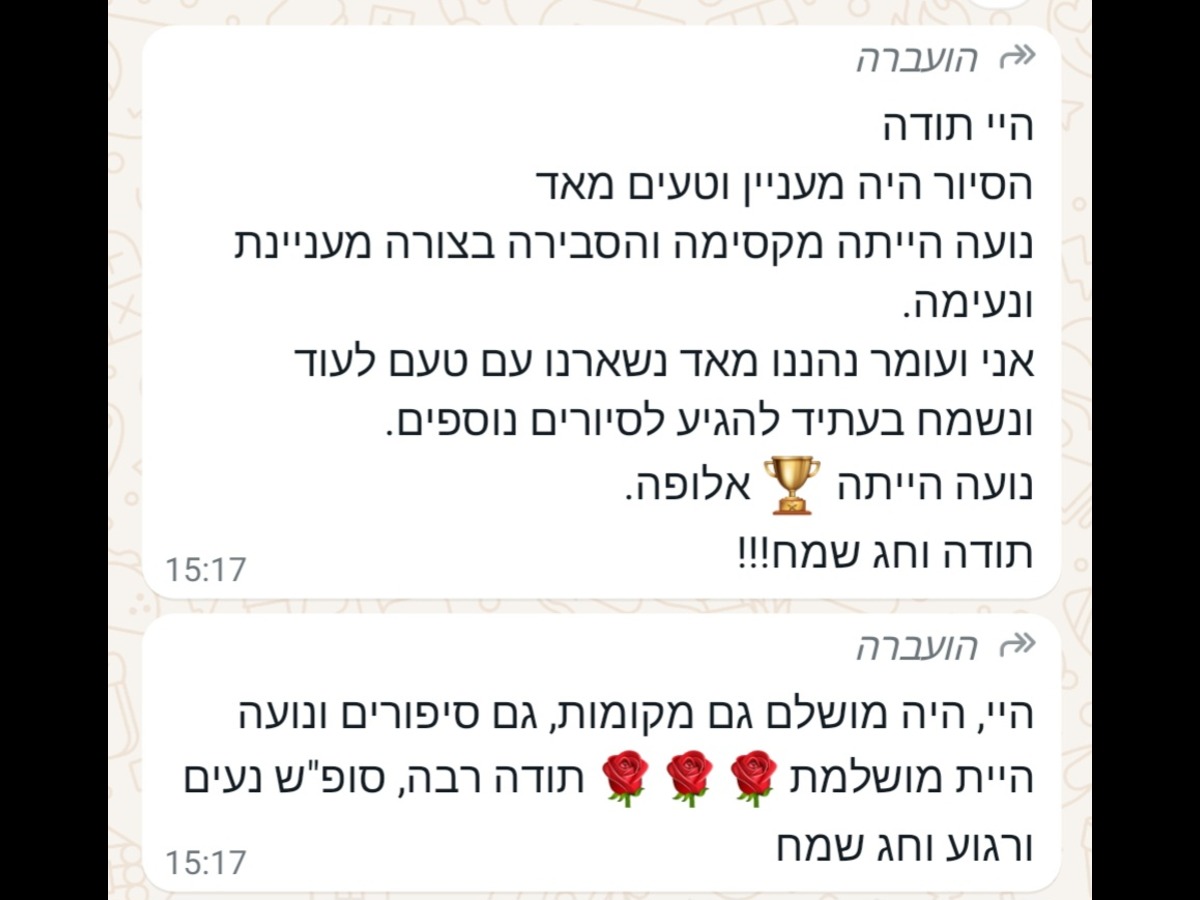 הועברה
היי תודה
הסיור היה מעניין וטעים מאד
נועה הייתה מקסימה והסבירה בצורה מעניינת
ונעימה.
אני ועומר נהננו מאד נשארנו עם טעם לעוד
ונשמח בעתיד להגיע לסיורים נוספים.
נועה הייתה 🏆 אלופה.
תודה וחג שמח!!!
15:17
הועברה
היי, היה מושלם גם מקומות, גם סיפורים ונועה
היית מושלמת 🌹🌹🌹 תודה רבה, סופ"ש נעים
ורגוע וחג שמח
15:17